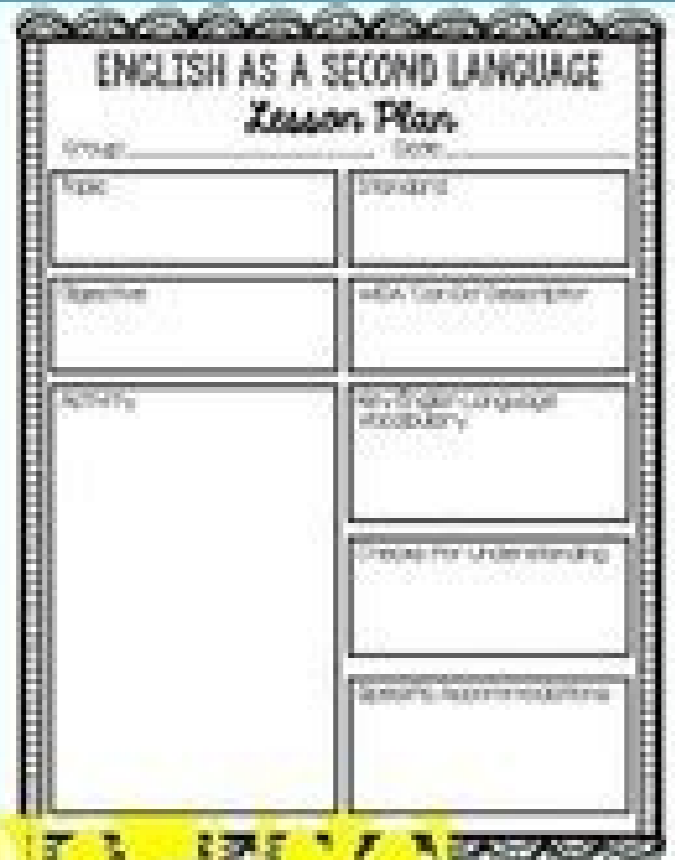 ENGLISH AS A SECOND LANGUAGE
Lesson Plan
Group: Date:
Topic
Standard
Objective
WIDA Can Do Descriptor
Activity
Key English Language
Vocabulary
Checks for Understanding
Specific Accommodations